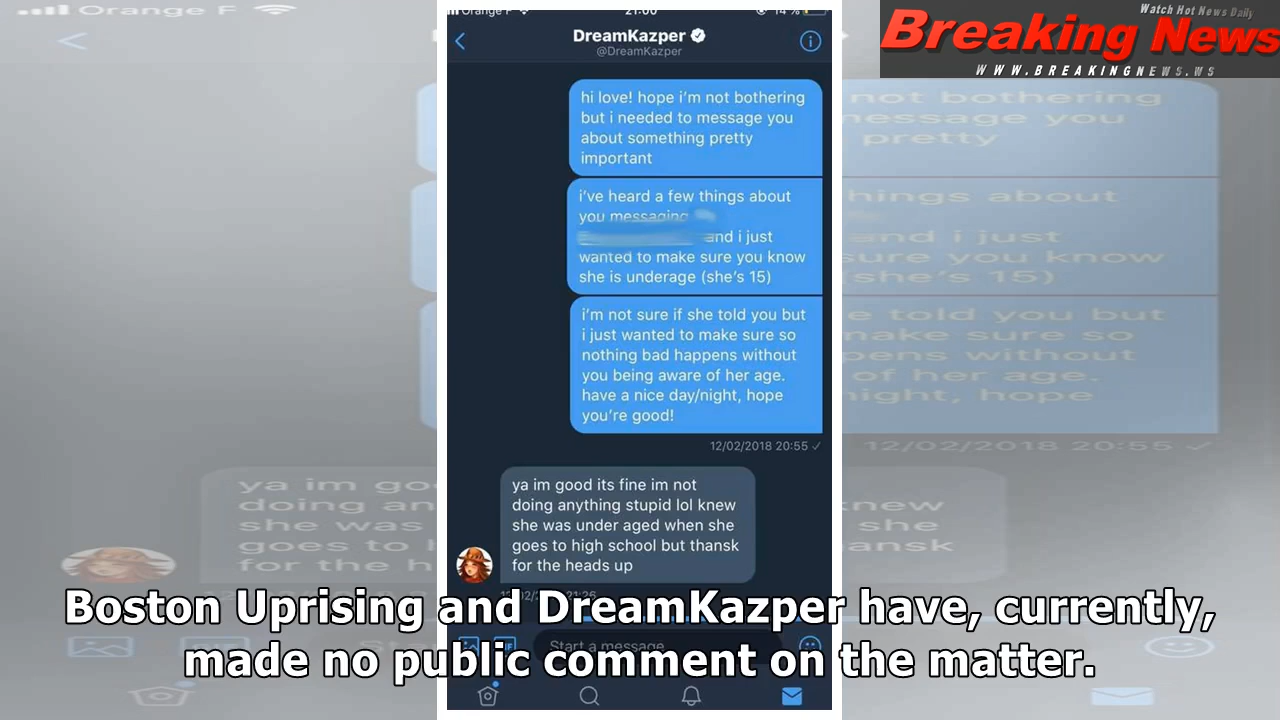 Orange F
21:00
14 %
Watch Hot News Daily
Breaking News
WWW.BREAKINGNEWS.WS
DreamKazper
@DreamKazper
hi love! hope i'm not bothering
but i needed to message you
about something pretty
important
i've heard a few things about
you messaging
and i just
wanted to make sure you know
she is underage (she's 15)
i'm not sure if she told you but
i just wanted to make sure so
nothing bad happens without
you being aware of her age.
have a nice day/night, hope
you're good!
12/02/2018 20:55 ✓
ya im good its fine im not
doing anything stupid lol knew
she was under aged when she
goes to high school but thansk
for the heads up
Start a message
Boston Uprising and DreamKazper have, currently,
made no public comment on the matter.